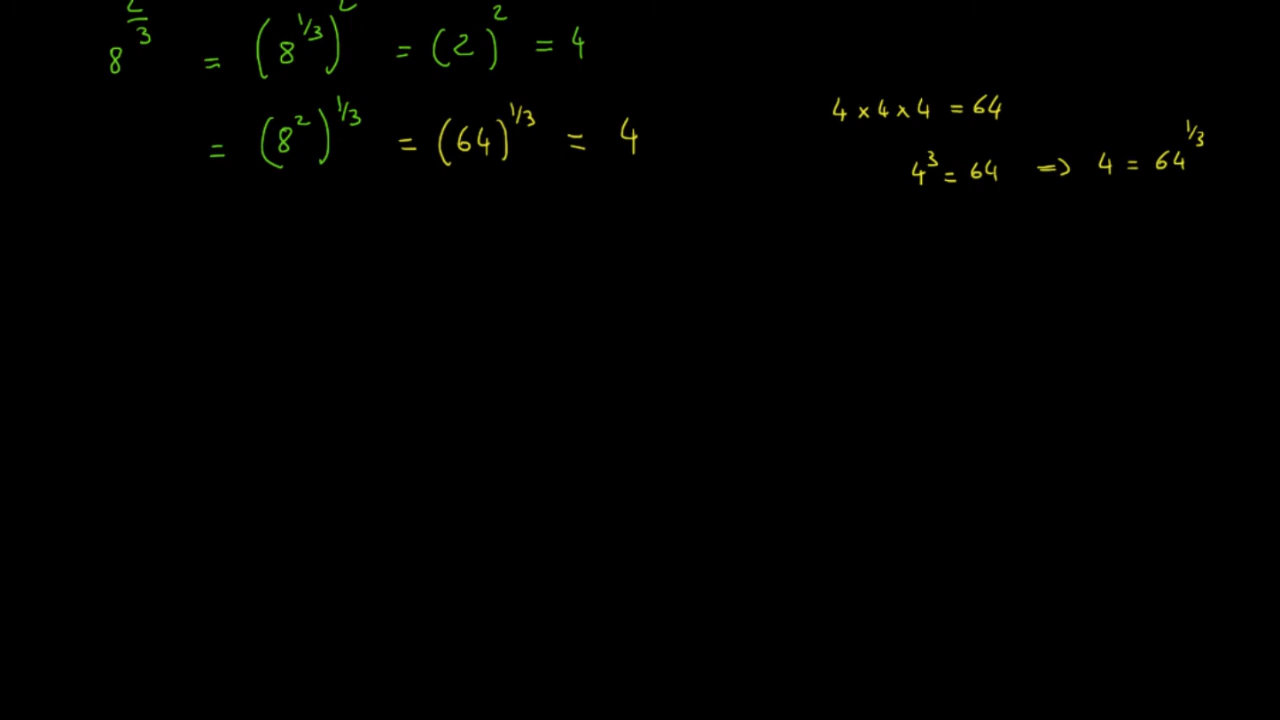 8^(2/3) = (8^(1/3))^2 = (2)^2 = 4
= (8^2)^(1/3) = (64)^(1/3) = 4
4 × 4 × 4 = 64
4^3 = 64 ⇒ 4 = 64^(1/3)